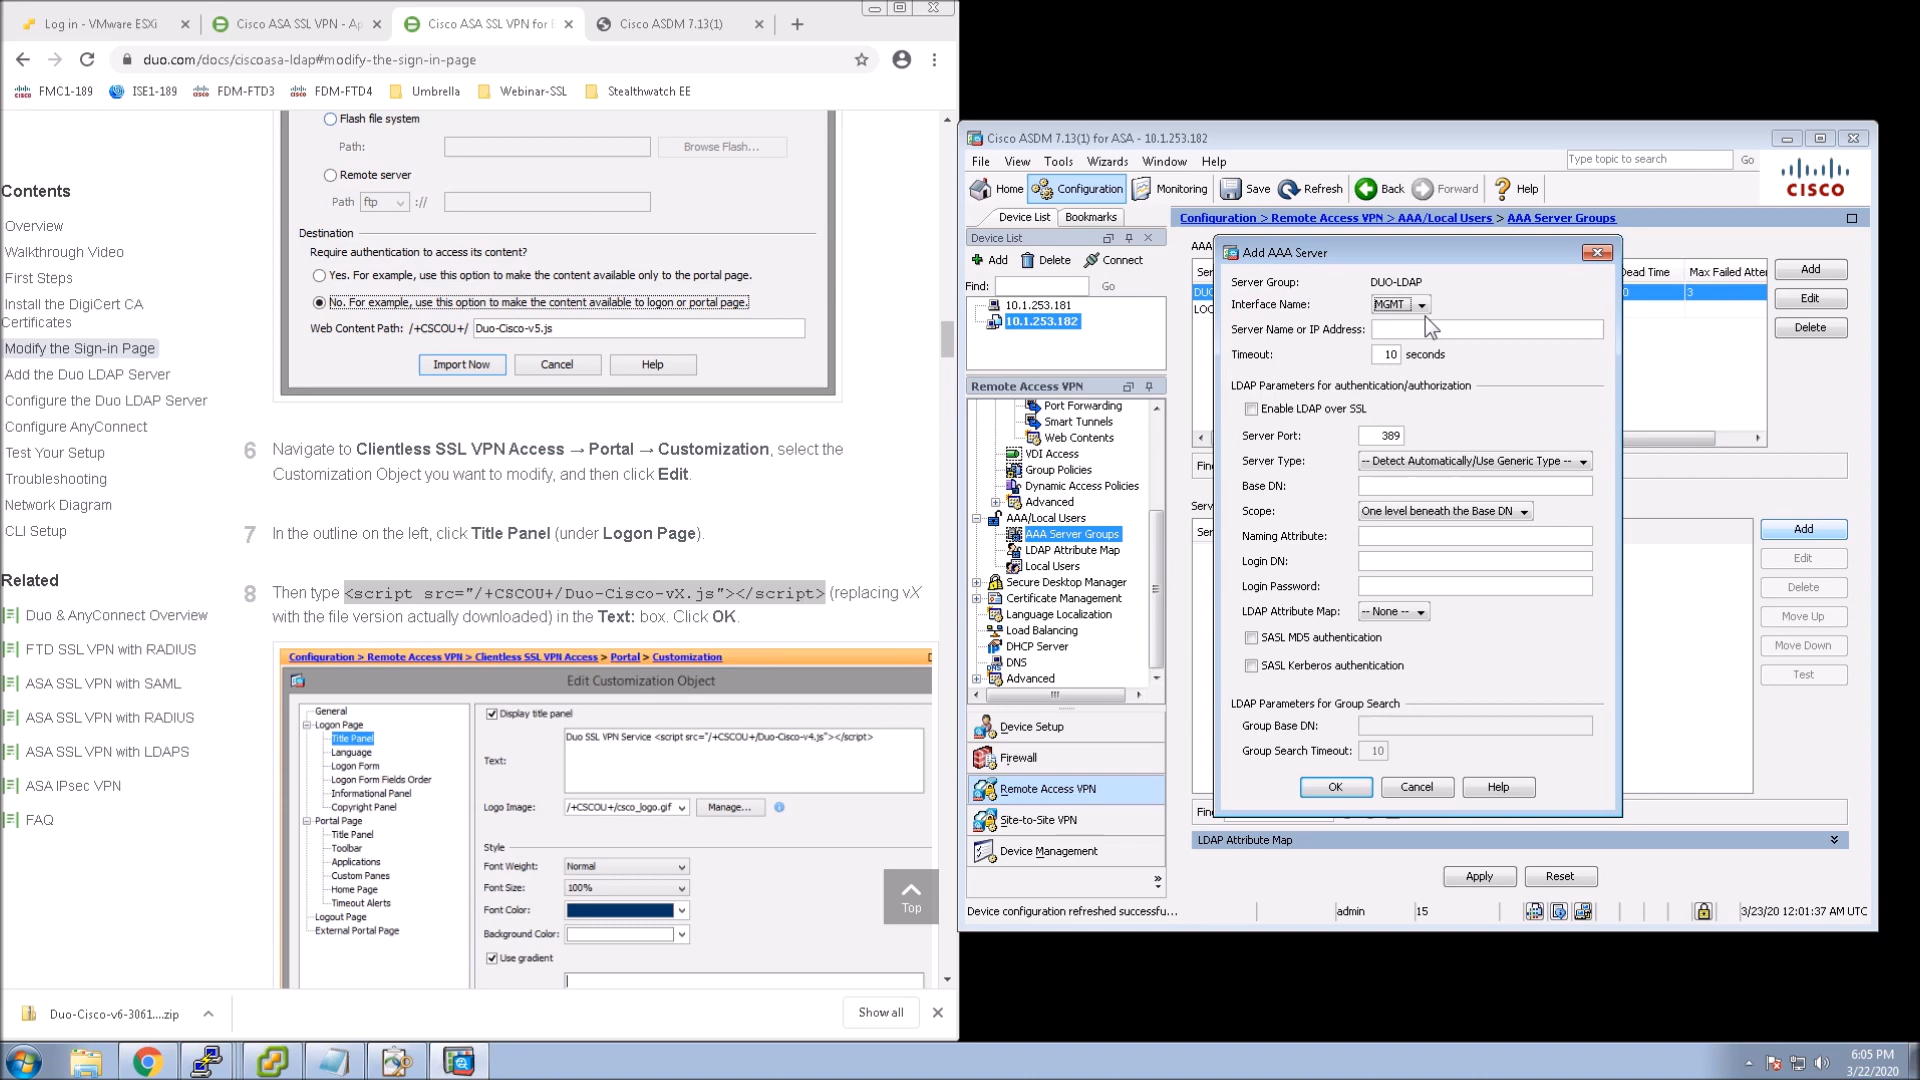 Log in - VMware ESXi
Cisco ASA SSL VPN - Ap
Cisco ASA SSL VPN for E
Cisco ASDM 7.13(1)
duo.com/docs/ciscoasa-ldap#modify-the-sign-in-page
FMC1-189
ISE1-189
FDM-FTD3
FDM-FTD4
Umbrella
Webinar-SSL
Stealthwatch EE
Contents
Overview
Walkthrough Video
First Steps
Install the DigiCert CA
Certificates
Modify the Sign-in Page
Add the Duo LDAP Server
Configure the Duo LDAP Server
Configure AnyConnect
Test Your Setup
Troubleshooting
Network Diagram
CLI Setup
Related
Duo & AnyConnect Overview
FTD SSL VPN with RADIUS
ASA SSL VPN with SAML
ASA SSL VPN with RADIUS
ASA SSL VPN with LDAPS
ASA IPsec VPN
FAQ
Flash file system
Path:
Browse Flash...
Remote server
Path ftp ://
Destination
Require authentication to access its content?
Yes. For example, use this option to make the content available only to the portal page.
No. For example, use this option to make the content available to logon or portal page.
Web Content Path: /+CSCOU+/ Duo-Cisco-v5.js
Import Now
Cancel
Help
6 Navigate to Clientless SSL VPN Access → Portal → Customization, select the
Customization Object you want to modify, and then click Edit.
7 In the outline on the left, click Title Panel (under Logon Page).
8 Then type <script src="/+CSCOU+/Duo-Cisco-vX.js"></script> (replacing vX
with the file version actually downloaded) in the Text: box. Click OK.
Configuration > Remote Access VPN > Clientless SSL VPN Access > Portal > Customization
Edit Customization Object
General
Logon Page
Title Panel
Language
Logon Form
Logon Form Fields Order
Informational Panel
Copyright Panel
Portal Page
Title Panel
Toolbar
Applications
Custom Panes
Home Page
Timeout Alerts
Logout Page
External Portal Page
Display title panel
Text:
Duo SSL VPN Service <script src="/+CSCOU+/Duo-Cisco-v4.js"></script>
Logo Image: /+CSCOU+/csco_logo.gif Manage...
Style
Font Weight: Normal
Font Size: 100%
Font Color:
Background Color:
Use gradient
Top
Duo-Cisco-v6-3061....zip
Show all
Cisco ASDM 7.13(1) for ASA - 10.1.253.182
File View Tools Wizards Window Help
Type topic to search
Go
CISCO
Home Configuration Monitoring Save Refresh Back Forward Help
Device List
Bookmarks
Configuration > Remote Access VPN > AAA/Local Users > AAA Server Groups
Device List
Add Delete Connect
Find: Go
10.1.253.181
10.1.253.182
Remote Access VPN
Port Forwarding
Smart Tunnels
Web Contents
VDI Access
Group Policies
Dynamic Access Policies
Advanced
AAA/Local Users
AAA Server Groups
LDAP Attribute Map
Local Users
Secure Desktop Manager
Certificate Management
Language Localization
Load Balancing
DHCP Server
DNS
Advanced
Device Setup
Firewall
Remote Access VPN
Site-to-Site VPN
Device Management
AAA
Ser
DUO
LOC
Dead Time
Max Failed Atte
0
3
Add
Edit
Delete
Fin
Serv
Ser
Add
Edit
Delete
Move Up
Move Down
Test
Find
Add AAA Server
Server Group: DUO-LDAP
Interface Name: MGMT
Server Name or IP Address:
Timeout: 10 seconds
LDAP Parameters for authentication/authorization
Enable LDAP over SSL
Server Port: 389
Server Type: -- Detect Automatically/Use Generic Type --
Base DN:
Scope: One level beneath the Base DN
Naming Attribute:
Login DN:
Login Password:
LDAP Attribute Map: -- None --
SASL MD5 authentication
SASL Kerberos authentication
LDAP Parameters for Group Search
Group Base DN:
Group Search Timeout: 10
OK
Cancel
Help
LDAP Attribute Map
Apply
Reset
Device configuration refreshed successfu...
admin
15
3/23/20 12:01:37 AM UTC
6:05 PM
3/22/2020